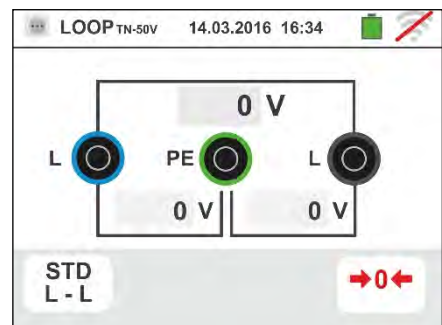 LOOP TN-50V 14.03.2016 16:34
0 V
L PE L
0 V 0 V
STD
L - L
→0←